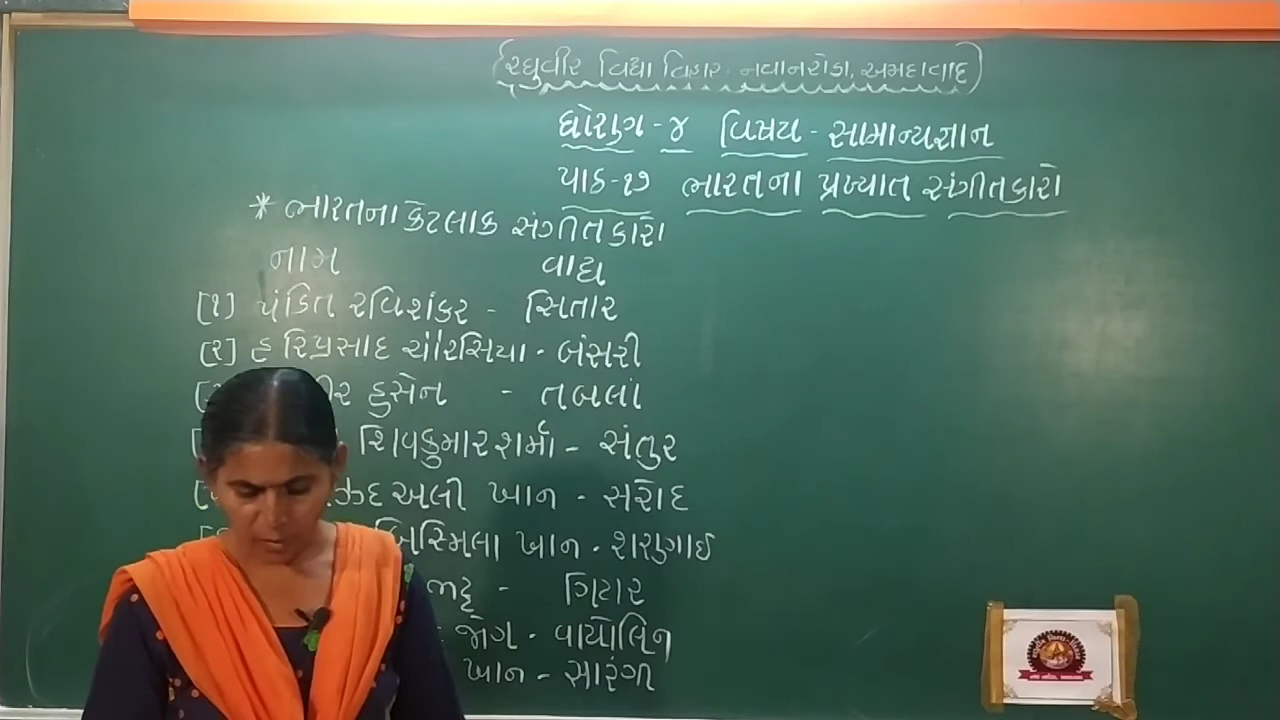 રઘુવીર વિદ્યા વિહાર નવાનરોડા, અમદાવાદ
ધોરણ - ૪ વિષય - સામાન્યજ્ઞાન
પાઠ - ૧૭ ભારતના પ્રખ્યાત સંગીતકારો
* ભારતના કેટલાક સંગીતકારો
નામ વાદ્ય
[૧] પંડિત રવિશંકર - સિતાર
[૨] હરિપ્રસાદ ચૌરસિયા - બંસરી
હુસેન - તબલાં
શિવકુમાર શર્મા - સંતુર
અલી ખાન - સરોદ
બિસ્મિલા ખાન - શરણાઈ
ભટ્ટ - ગિટાર
જોગ - વાયોલિન
ખાન - સારંગી